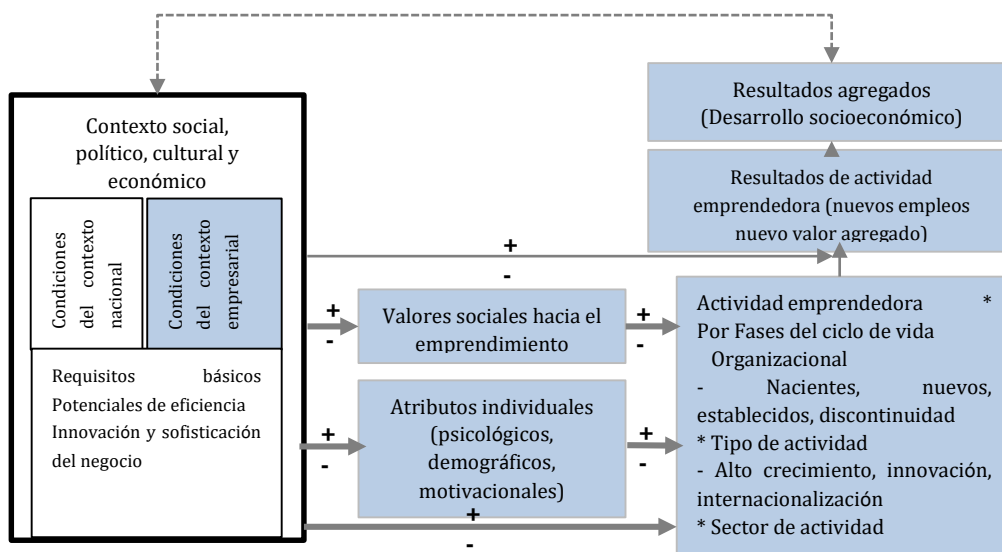 Contexto social,
político, cultural y
económico
Condiciones
del contexto
nacional
Condiciones
del contexto
empresarial
Requisitos básicos
Potenciales de eficiencia
Innovación y sofisticación
del negocio
+
-
+
-
Valores sociales hacia el
emprendimiento
+
-
+
-
Atributos individuales
(psicológicos,
demográficos,
motivacionales)
+
-
+
-
Resultados agregados
(Desarrollo socioeconómico)
Resultados de actividad
emprendedora (nuevos empleos
nuevo valor agregado)
Actividad emprendedora *
Por Fases del ciclo de vida
Organizacional
- Nacientes, nuevos,
establecidos, discontinuidad
* Tipo de actividad
- Alto crecimiento, innovación,
internacionalización
* Sector de actividad